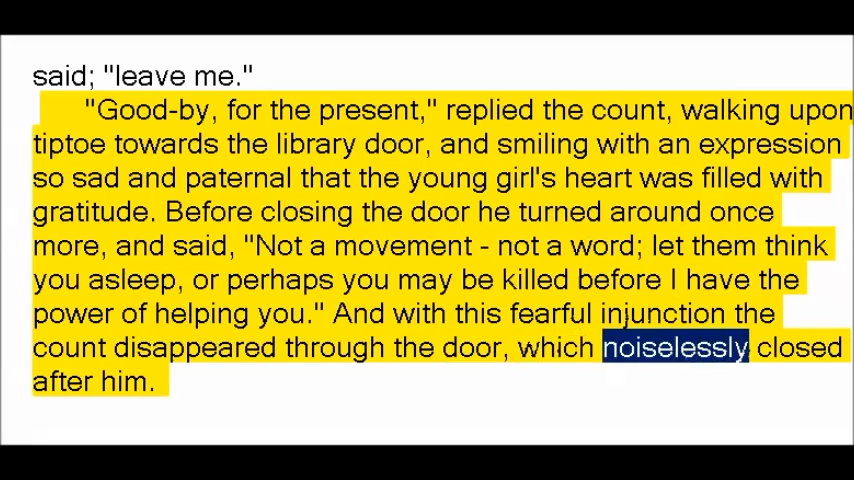 said; "leave me."
"Good-by, for the present," replied the count, walking upon
tiptoe towards the library door, and smiling with an expression
so sad and paternal that the young girl's heart was filled with
gratitude. Before closing the door he turned around once
more, and said, "Not a movement - not a word; let them think
you asleep, or perhaps you may be killed before I have the
power of helping you." And with this fearful injunction the
count disappeared through the door, which noiselessly closed
after him.